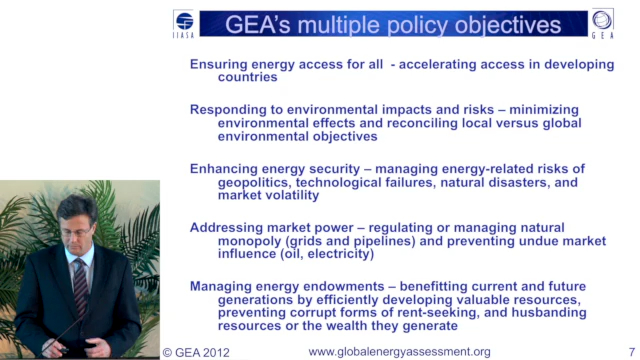 IIASA
GEA's multiple policy objectives
GEA
Ensuring energy access for all - accelerating access in developing
countries
Responding to environmental impacts and risks – minimizing
environmental effects and reconciling local versus global
environmental objectives
Enhancing energy security – managing energy-related risks of
geopolitics, technological failures, natural disasters, and
market volatility
Addressing market power – regulating or managing natural
monopoly (grids and pipelines) and preventing undue market
influence (oil, electricity)
Managing energy endowments – benefitting current and future
generations by efficiently developing valuable resources,
preventing corrupt forms of rent-seeking, and husbanding
resources or the wealth they generate
© GEA 2012
www.globalenergyassessment.org
7